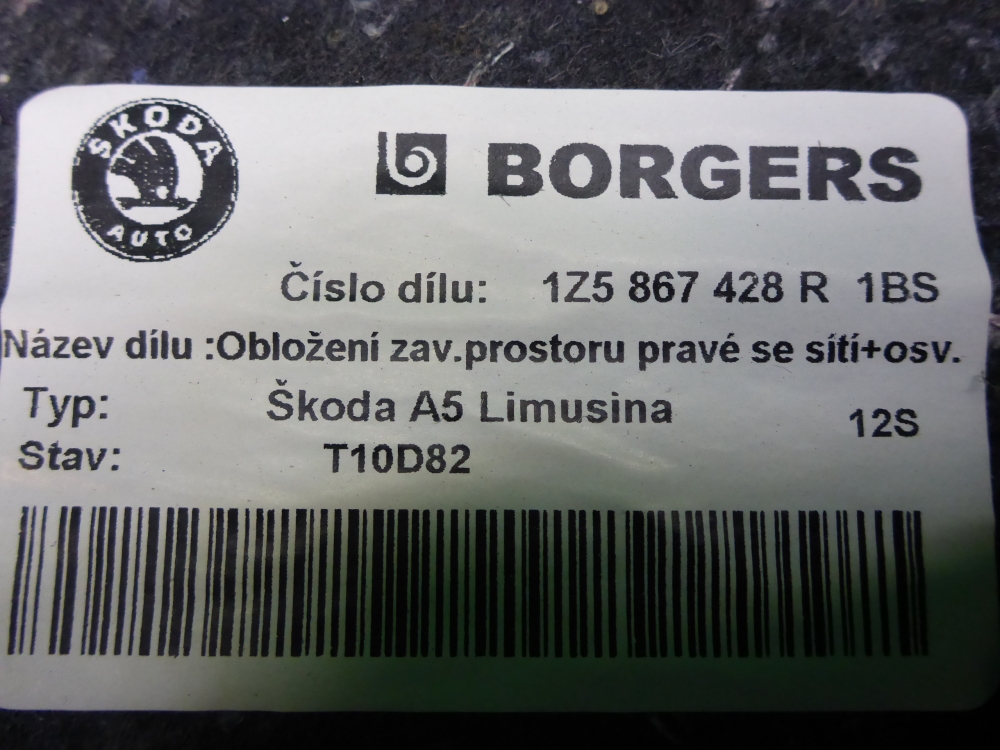 ŠKODA
AUTO
BORGERS
Číslo dílu: 1Z5 867 428 R 1BS
Název dílu :Obložení zav.prostoru pravé se sítí+osv.
Typ: Škoda A5 Limusina 12S
Stav: T10D82